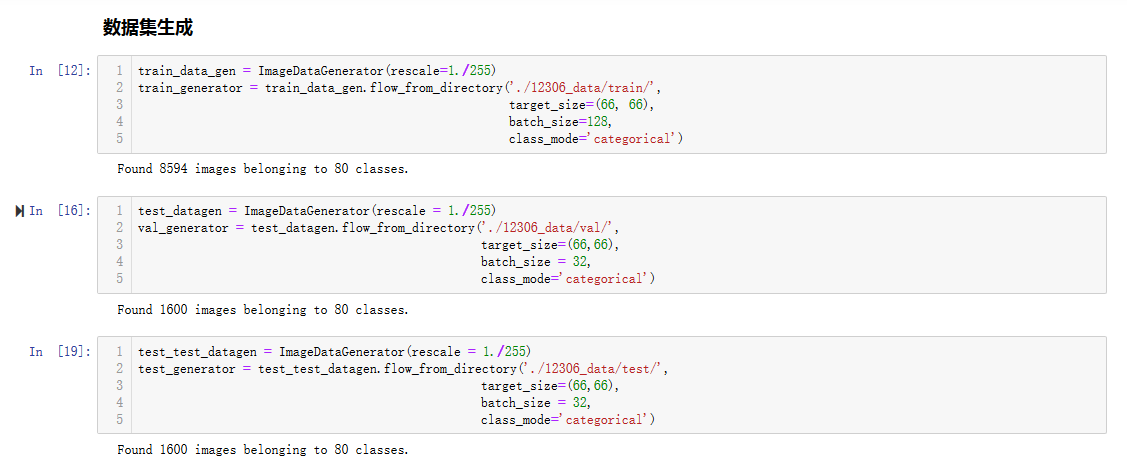 数据集生成
In [12]:
1 train_data_gen = ImageDataGenerator(rescale=1./255)
2 train_generator = train_data_gen.flow_from_directory('./12306_data/train/',
3 target_size=(66, 66),
4 batch_size=128,
5 class_mode='categorical')
Found 8594 images belonging to 80 classes.
In [16]:
1 test_datagen = ImageDataGenerator(rescale = 1./255)
2 val_generator = test_datagen.flow_from_directory('./12306_data/val/',
3 target_size=(66,66),
4 batch_size = 32,
5 class_mode='categorical')
Found 1600 images belonging to 80 classes.
In [19]:
1 test_test_datagen = ImageDataGenerator(rescale = 1./255)
2 test_generator = test_test_datagen.flow_from_directory('./12306_data/test/',
3 target_size=(66,66),
4 batch_size = 32,
5 class_mode='categorical')
Found 1600 images belonging to 80 classes.